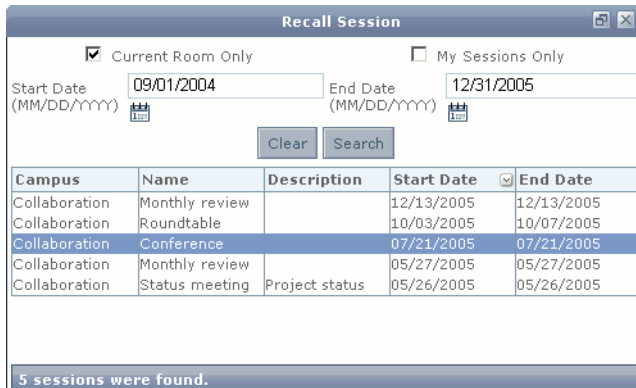 Recall Session
Current Room Only My Sessions Only
Start Date 09/01/2004 End Date 12/31/2005
(MM/DD/YYYY) (MM/DD/YYYY)
Clear Search
Campus Name Description Start Date End Date
Collaboration Monthly review 12/13/2005 12/13/2005
Collaboration Roundtable 10/03/2005 10/07/2005
Collaboration Conference 07/21/2005 07/21/2005
Collaboration Monthly review 05/27/2005 05/27/2005
Collaboration Status meeting Project status 05/26/2005 05/26/2005
5 sessions were found.